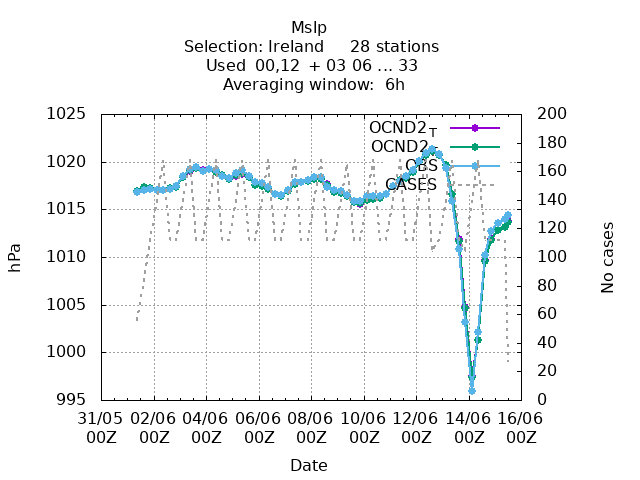 Mslp
Selection: Ireland 28 stations
Used 00,12 + 03 06 ... 33
Averaging window: 6h
1025
1020
1015
1010
1005
1000
995
hPa
200
180
160
140
120
100
80
60
40
20
0
No cases
OCND2
T
OCND2
OBS
CASES
31/05 02/06 04/06 06/06 08/06 10/06 12/06 14/06 16/06
00Z 00Z 00Z 00Z 00Z 00Z 00Z 00Z 00Z
Date